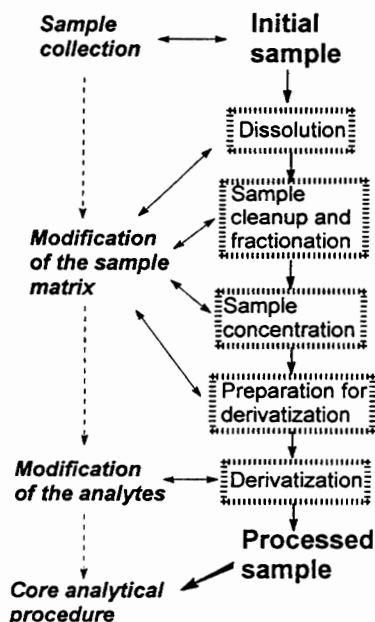 Sample
collection
Initial
sample
Dissolution
Sample
cleanup and
fractionation
Modification
of the sample
matrix
Sample
concentration
Preparation for
derivatization
Modification
of the analytes
Derivatization
Processed
sample
Core analytical
procedure